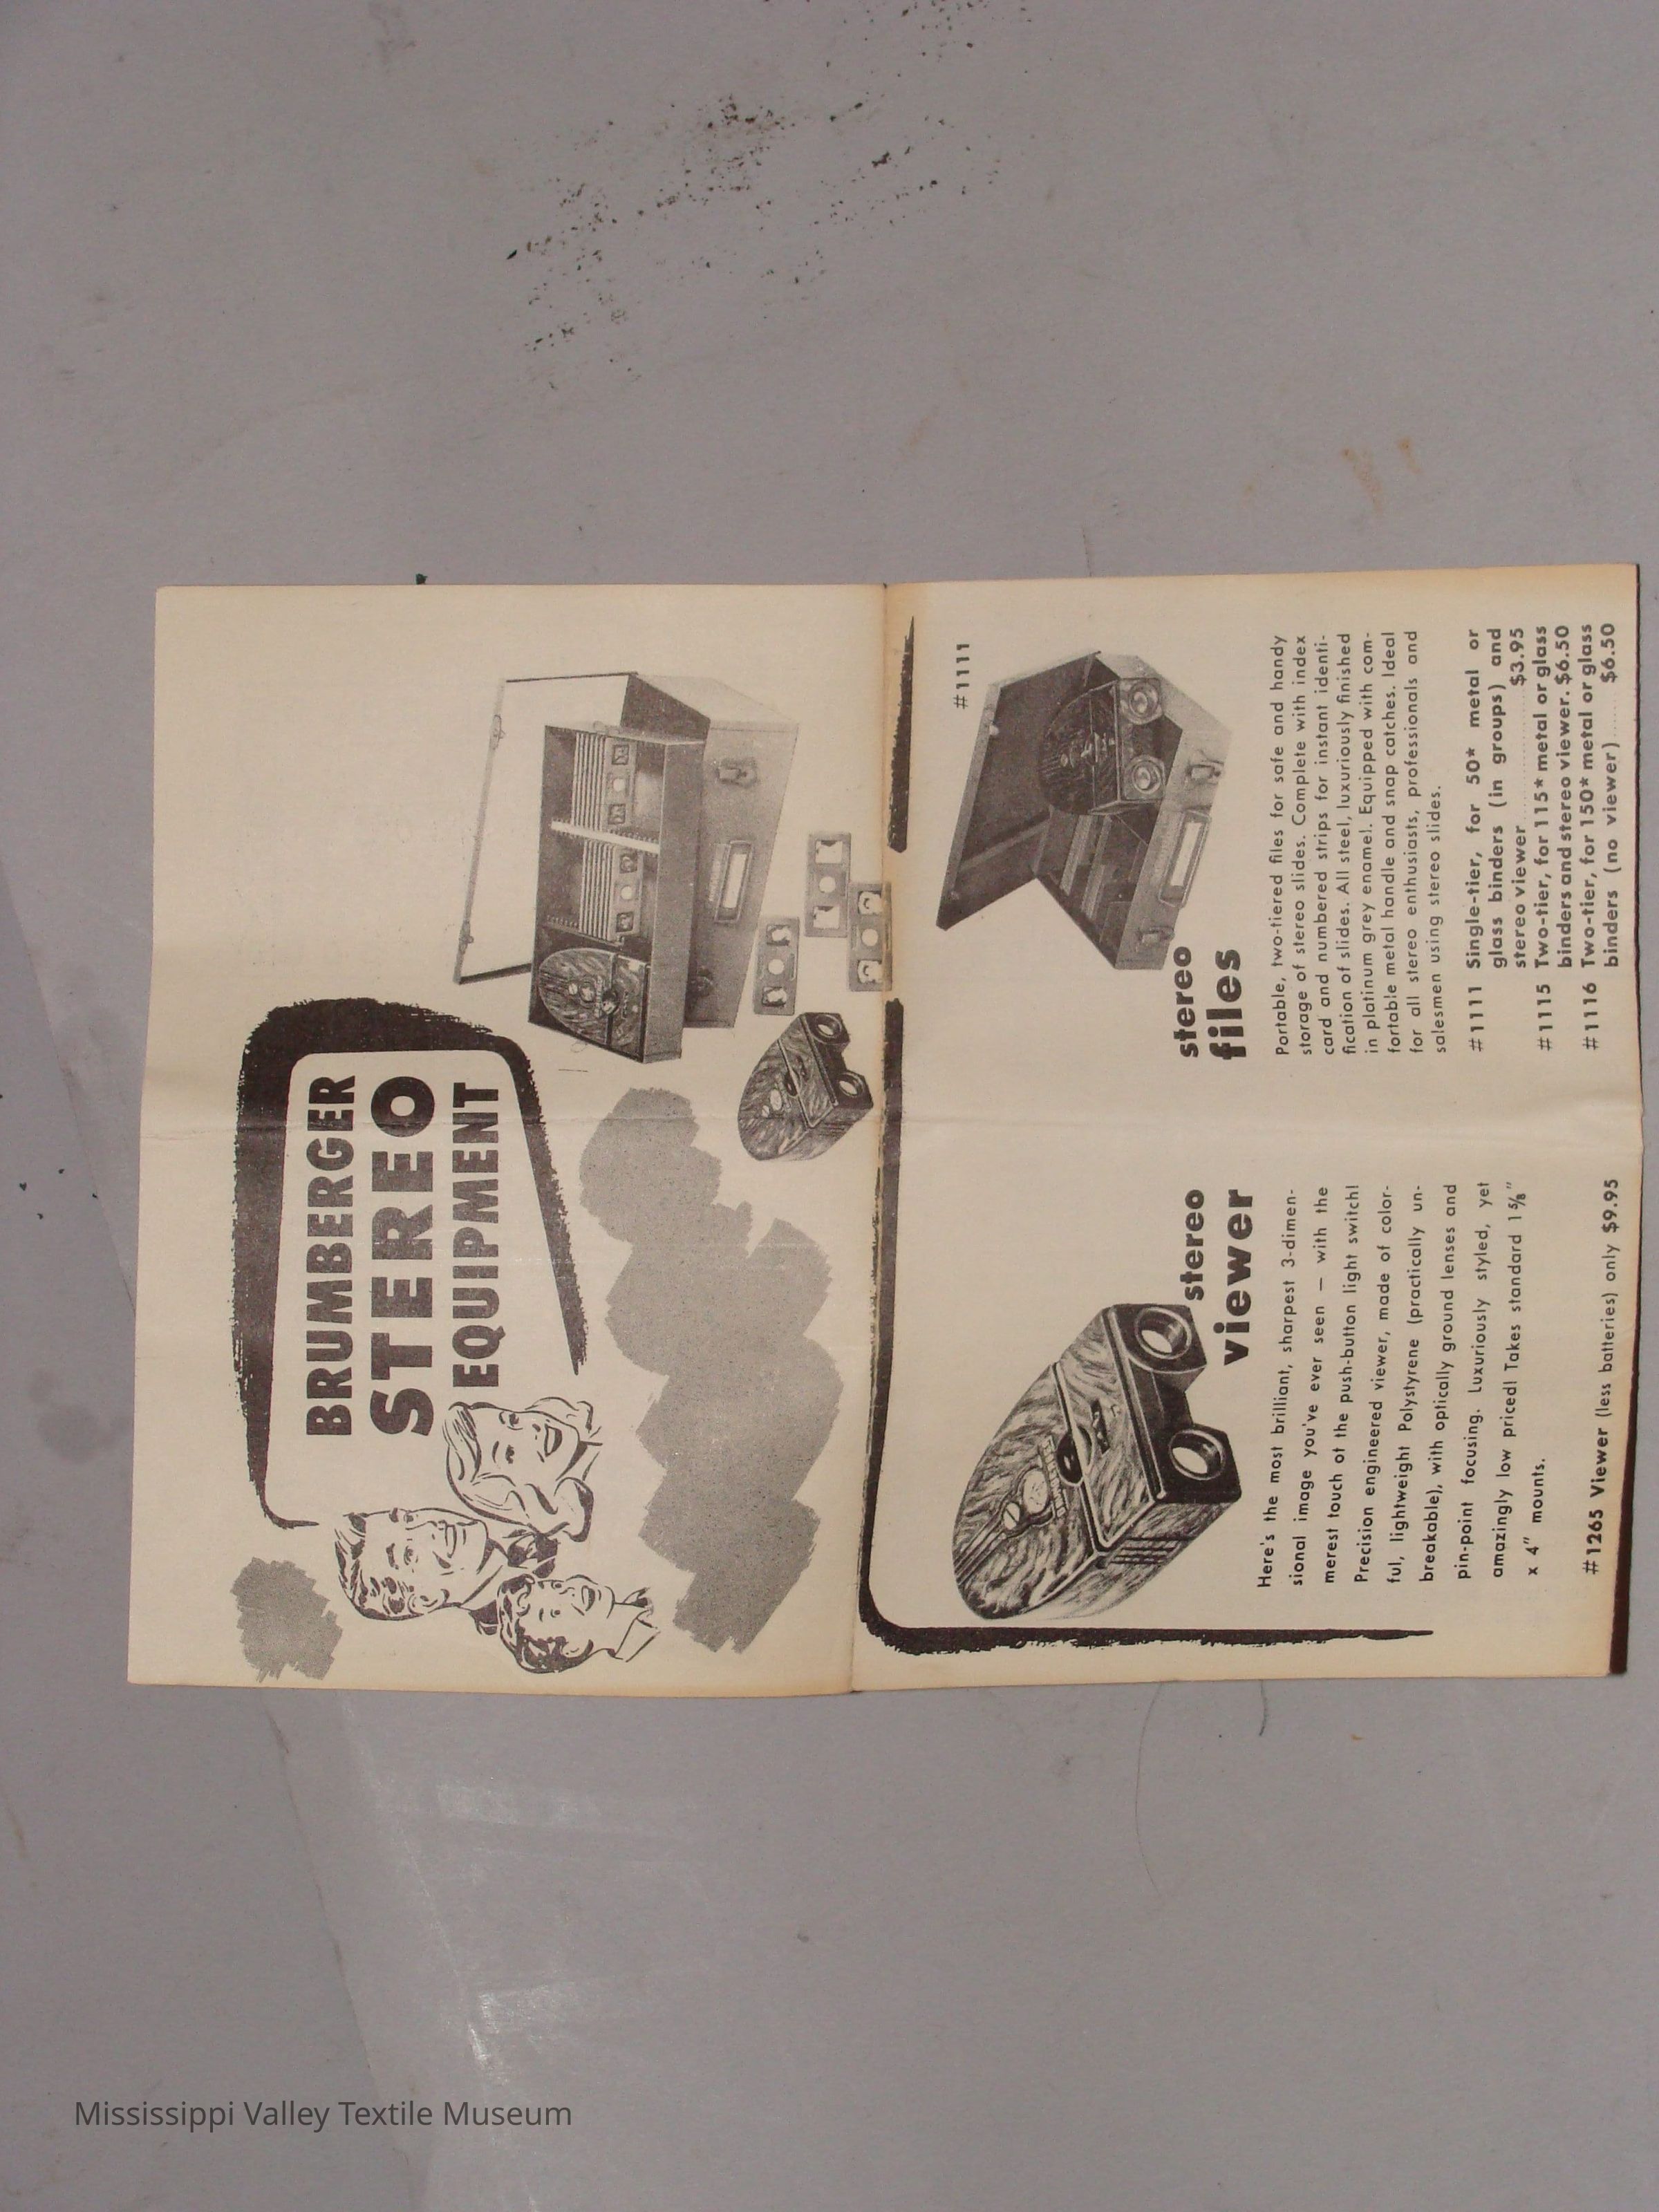 BRUMBERGER
STEREO
EQUIPMENT
stereo
viewer
Here's the most brilliant, sharpest 3-dimen-
sional image you've ever seen — with the
merest touch of the push-button light switch!
Precision engineered viewer, made of color-
ful, lightweight Polystyrene (practically un-
breakable), with optically ground lenses and
pin-point focusing. Luxuriously styled, yet
amazingly low priced! Takes standard 1⅝"
x 4" mounts.
#1265 Viewer (less batteries) only $9.95
#1111
stereo
files
Portable, two-tiered files for safe and handy
storage of stereo slides. Complete with index
card and numbered strips for instant identi-
fication of slides. All steel, luxuriously finished
in platinum grey enamel. Equipped with com-
fortable metal handle and snap catches. Ideal
for all stereo enthusiasts, professionals and
salesmen using stereo slides.
#1111 Single-tier, for 50* metal or
glass binders (in groups) and
stereo viewer ............ $3.95
#1115 Two-tier, for 115* metal or glass
binders and stereo viewer. $6.50
#1116 Two-tier, for 150* metal or glass
binders (no viewer) ...... $6.50
Mississippi Valley Textile Museum